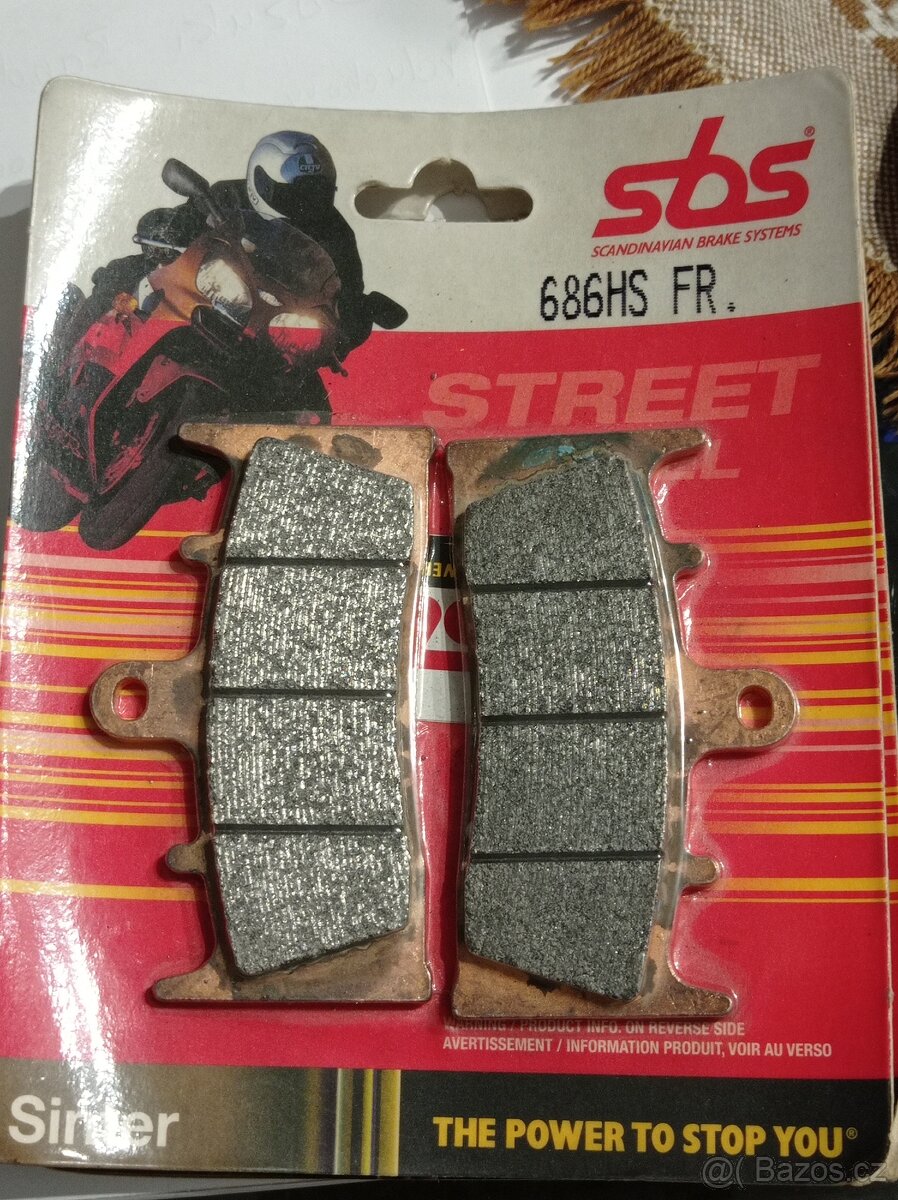 sbs®
SCANDINAVIAN BRAKE SYSTEMS
686HS FR.
STREET
WARNING / PRODUCT INFO. ON REVERSE SIDE
AVERTISSEMENT / INFORMATION PRODUIT, VOIR AU VERSO
Sinter
THE POWER TO STOP YOU®
@( Bazos.cz